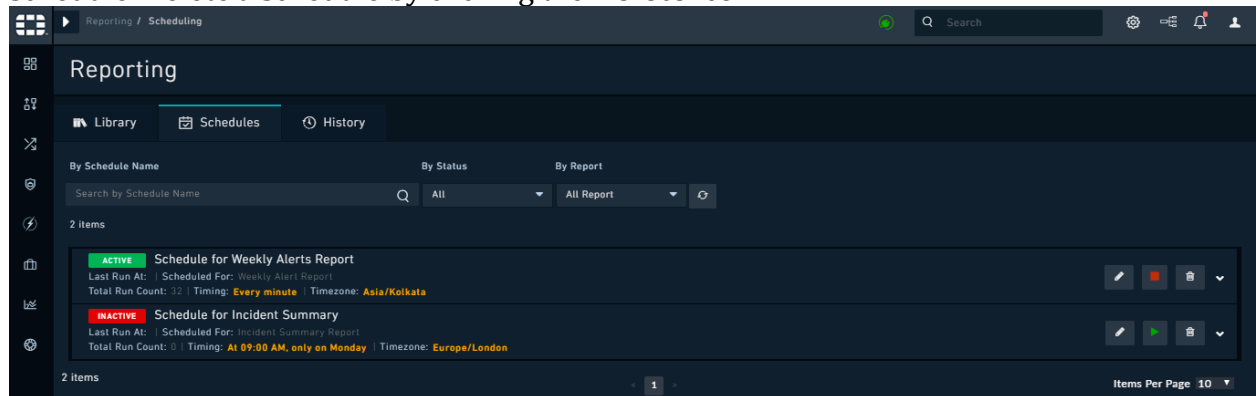 Reporting / Scheduling
Search
Reporting
Library Schedules History
By Schedule Name By Status By Report
Search by Schedule Name All All Report
2 items
ACTIVE Schedule for Weekly Alerts Report
Last Run At: | Scheduled For: Weekly Alert Report
Total Run Count: 32 | Timing: Every minute | Timezone: Asia/Kolkata
INACTIVE Schedule for Incident Summary
Last Run At: | Scheduled For: Incident Summary Report
Total Run Count: 0 | Timing: At 09:00 AM, only on Monday | Timezone: Europe/London
2 items 1 Items Per Page 10